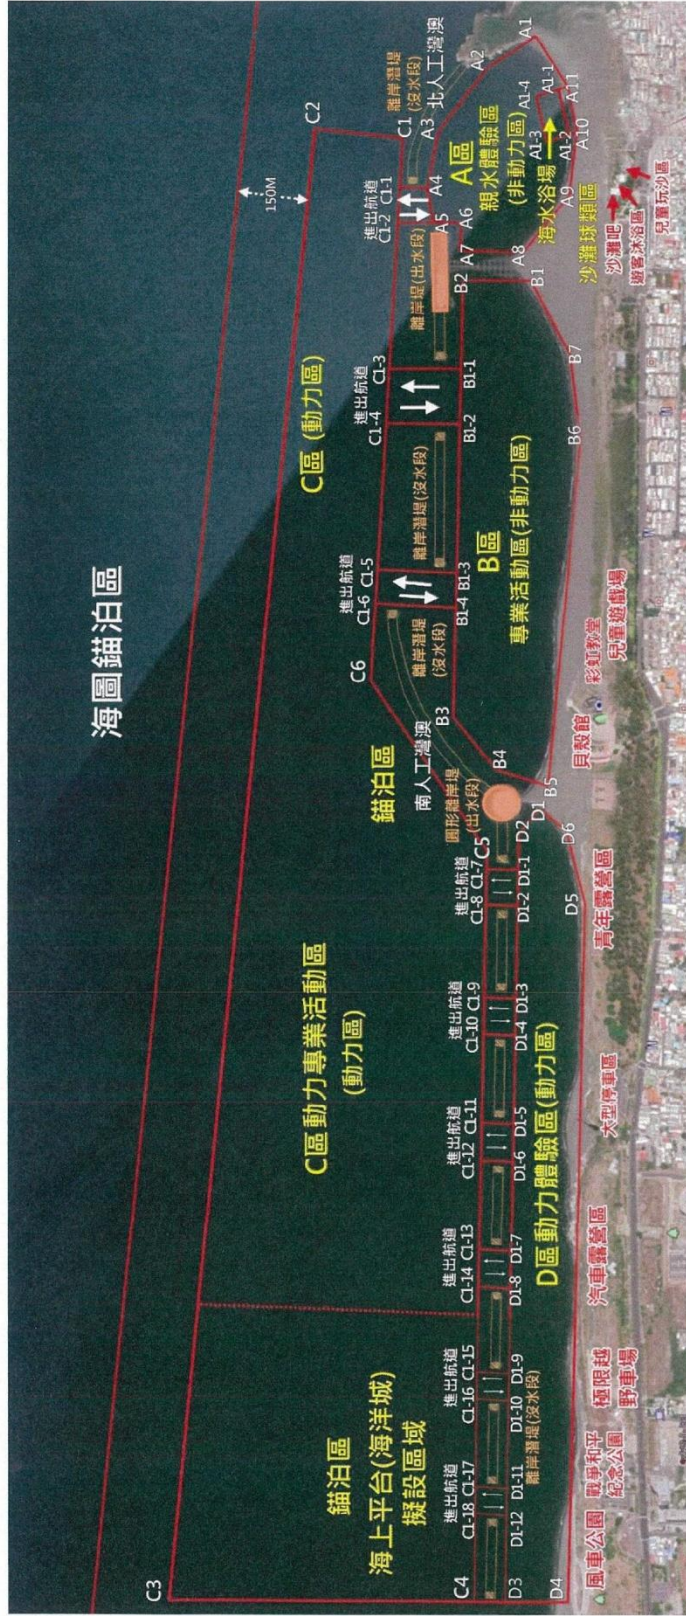 海圖錨泊區
150M
C2
C3
C區 (動力區)
C區動力專業活動區
(動力區)
錨泊區
海上平台(海洋城)
擬設區域
錨泊區
南人工灣澳
圓形離岸堤
(出水段)
C6
C5
C4
進出航道
C1-18 C1-17
進出航道
C1-16 C1-15
進出航道
C1-14 C1-13
進出航道
C1-12 C1-11
進出航道
C1-10 C1-9
進出航道
C1-8 C1-7
進出航道
C1-6 C1-5
進出航道
C1-4 C1-3
進出航道
C1-2 C1-1
C1
離岸潛堤
(沒水段)
北人工灣澳
A1
A2
A3
A4
A5
A6
A7
A8
A9
A10
A11
A1-1
A1-2
A1-3
A1-4
A區
親水體驗區
(非動力區)
海水浴場
沙灘球類區
沙灘吧
遊客沐浴區
兒童玩沙區
離岸堤(出水段)
離岸潛堤(沒水段)
離岸潛堤
(沒水段)
B區
專業活動區(非動力區)
B1
B2
B1-1
B1-2
B1-3
B1-4
B3
B4
B5
B6
B7
D區動力體驗區(動力區)
離岸潛堤(沒水段)
D1
D2
D1-1
D1-2
D1-3
D1-4
D1-5
D1-6
D1-7
D1-8
D1-9
D1-10
D1-11
D1-12
D3
D4
D5
D6
風車公園
戰爭和平
紀念公園
極限越
野車場
汽車露營區
大型停車區
青年露營區
貝殼館
彩虹教堂
兒童遊戲場